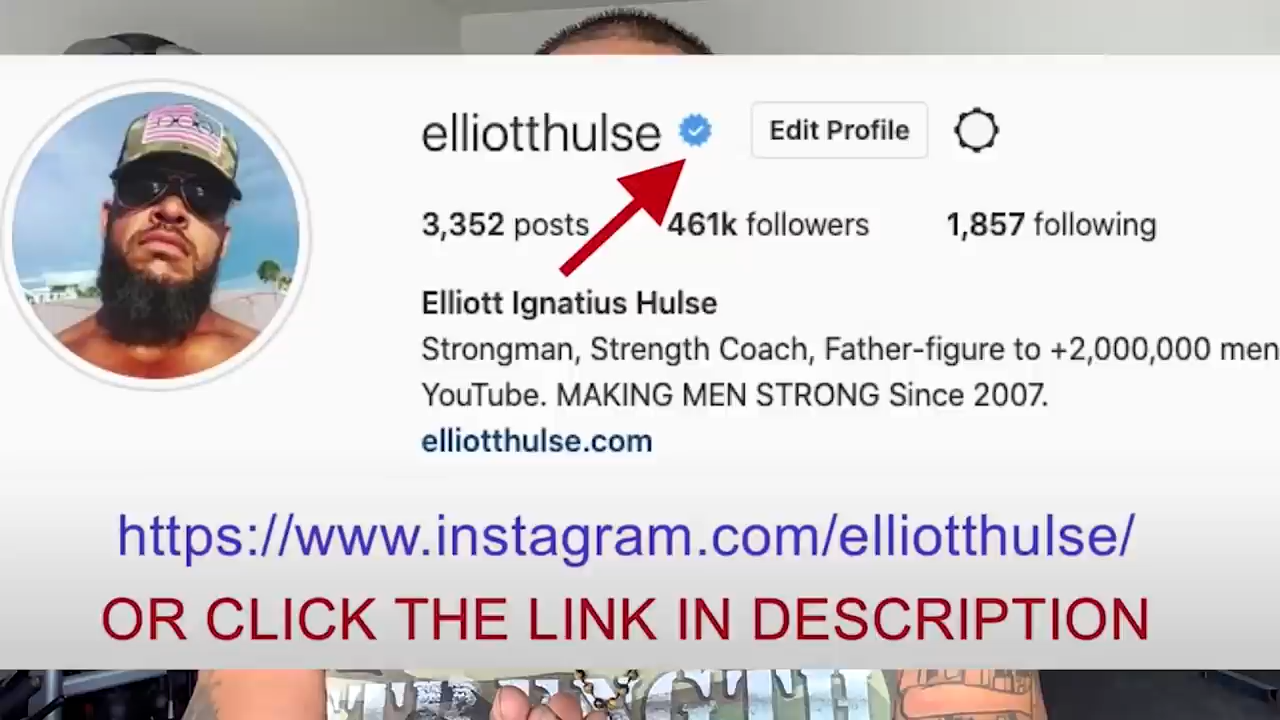 elliotthulse Edit Profile
3,352 posts 461k followers 1,857 following
Elliott Ignatius Hulse
Strongman, Strength Coach, Father-figure to +2,000,000 men
YouTube. MAKING MEN STRONG Since 2007.
elliotthulse.com
https://www.instagram.com/elliotthulse/
OR CLICK THE LINK IN DESCRIPTION